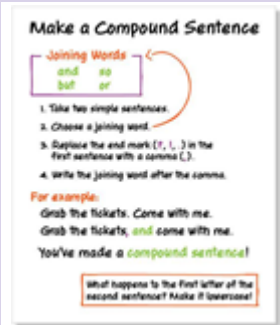 Make a Compound Sentence
Joining Words
and so
but or
1. Take two simple sentences.
2. Choose a joining word.
3. Replace the end mark (?, !, .) in the
first sentence with a comma (,).
4. Write the joining word after the comma.
For example:
Grab the tickets. Come with me.
Grab the tickets, and come with me.
You've made a compound sentence!
What happens to the first letter of the
second sentence? Make it lowercase!